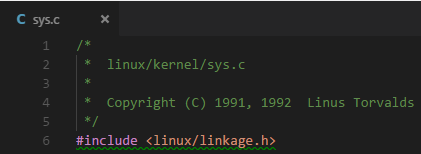 C sys.c ×
1 /*
2  *  linux/kernel/sys.c
3  *
4  *  Copyright (C) 1991, 1992  Linus Torvalds
5  */
6 #include <linux/linkage.h>